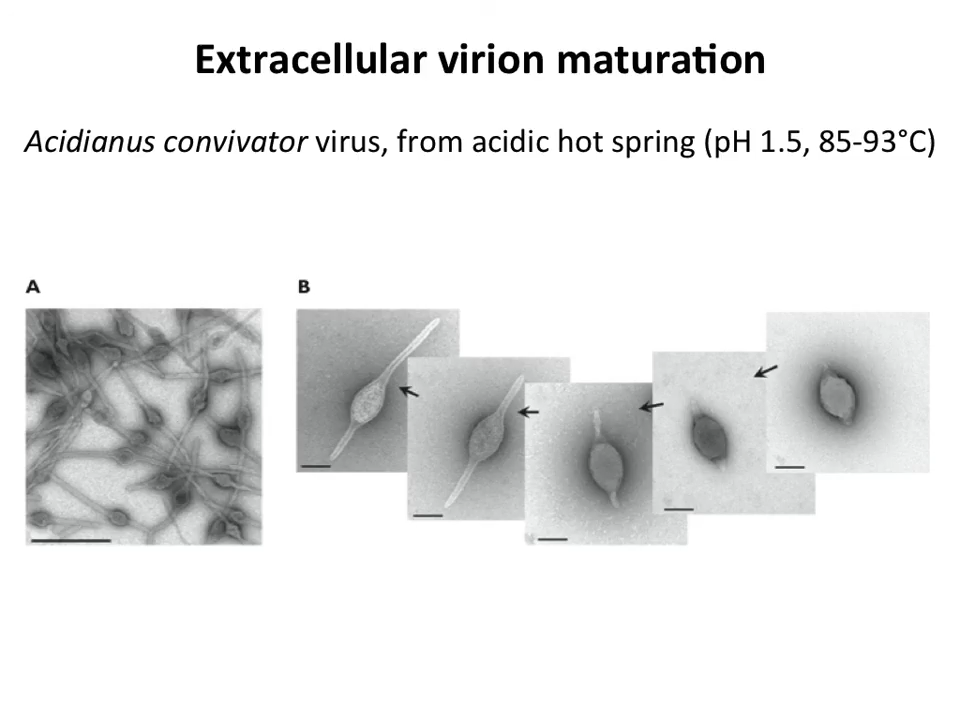 Extracellular virion maturation
Acidianus convivator virus, from acidic hot spring (pH 1.5, 85-93°C)
A
B